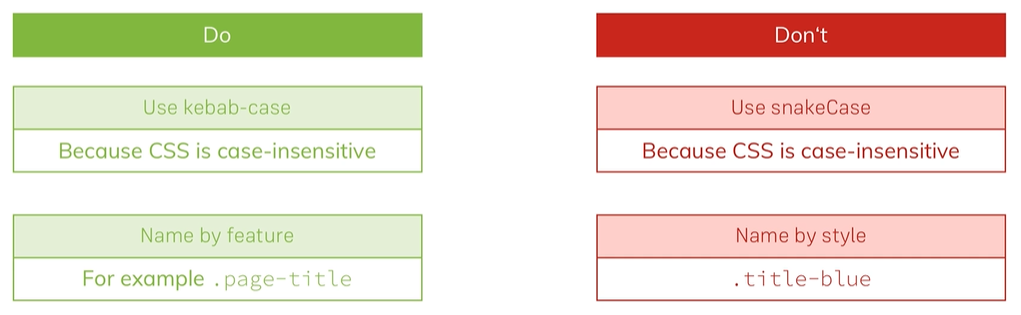 Do
Don‘t
Use kebab-case
Use snakeCase
Because CSS is case-insensitive
Because CSS is case-insensitive
Name by feature
Name by style
For example .page-title
.title-blue